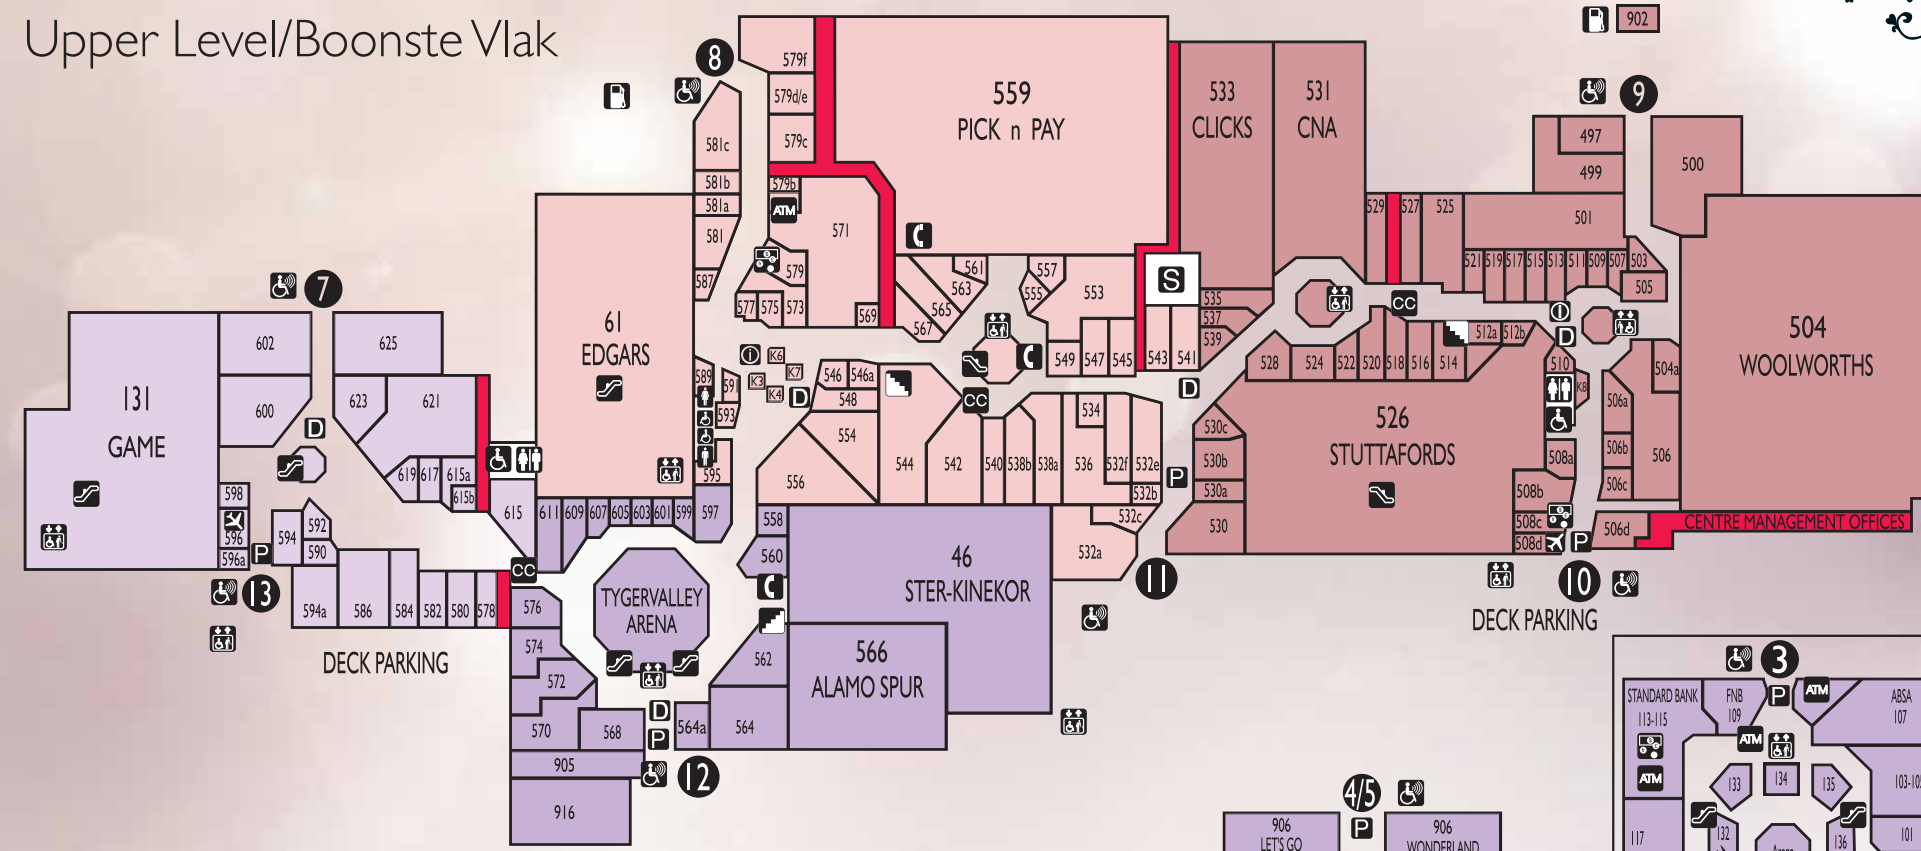 Upper Level/Boonste Vlak
902
8
9
579f
579d/e
579c
579b
ATM
581c
581b
581a
581
587
571
579
577
575
573
569
559
PICK n PAY
533
CLICKS
531
CNA
529
527
525
497
499
500
501
521
519
517
515
513
511
509
507
503
505
504
WOOLWORTHS
504a
7
602
625
600
623
621
131
GAME
D
619
617
615a
615b
615
598
596
596a
594
592
590
P
13
594a
586
584
582
580
578
DECK PARKING
61
EDGARS
589
591
593
595
597
611
609
607
605
603
601
599
CC
K6
K7
K3
K4
D
546
546a
548
554
556
544
542
540
538b
538a
536
534
532f
532e
532b
532c
532a
561
563
565
567
557
555
553
549
547
545
543
541
S
535
537
539
CC
D
P
11
528
524
522
520
518
516
514
512a
512b
CC
526
STUTTAFORDS
530c
530b
530a
530
D
510
K8
508a
508b
508c
508d
P
10
DECK PARKING
506a
506b
506c
506
506d
CENTRE MANAGEMENT OFFICES
558
560
46
STER-KINEKOR
TYGERVALLEY
ARENA
576
574
572
570
568
905
916
562
564
564a
566
ALAMO SPUR
D
P
12
4/5
P
906
LET'S GO
906
WONDERLAND
3
P
STANDARD BANK
113-115
ATM
FNB
109
ATM
ATM
ABSA
107
133
134
135
132
136
117
101